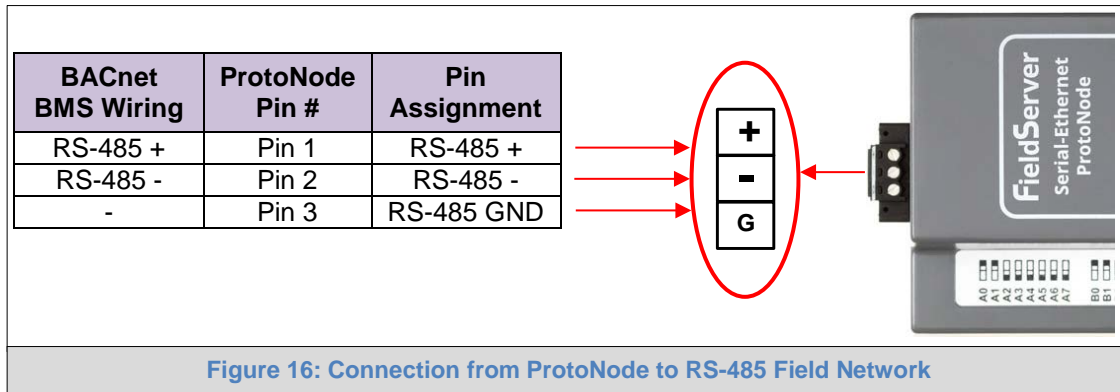 BACnet BMS Wiring | ProtoNode Pin # | Pin Assignment
RS-485 + | Pin 1 | RS-485 +
RS-485 - | Pin 2 | RS-485 -
- | Pin 3 | RS-485 GND
+
-
G
FieldServer
Serial-Ethernet
ProtoNode
A0 A1 A2 A3 A4 A5 A6 A7 B0 B1
Figure 16: Connection from ProtoNode to RS-485 Field Network